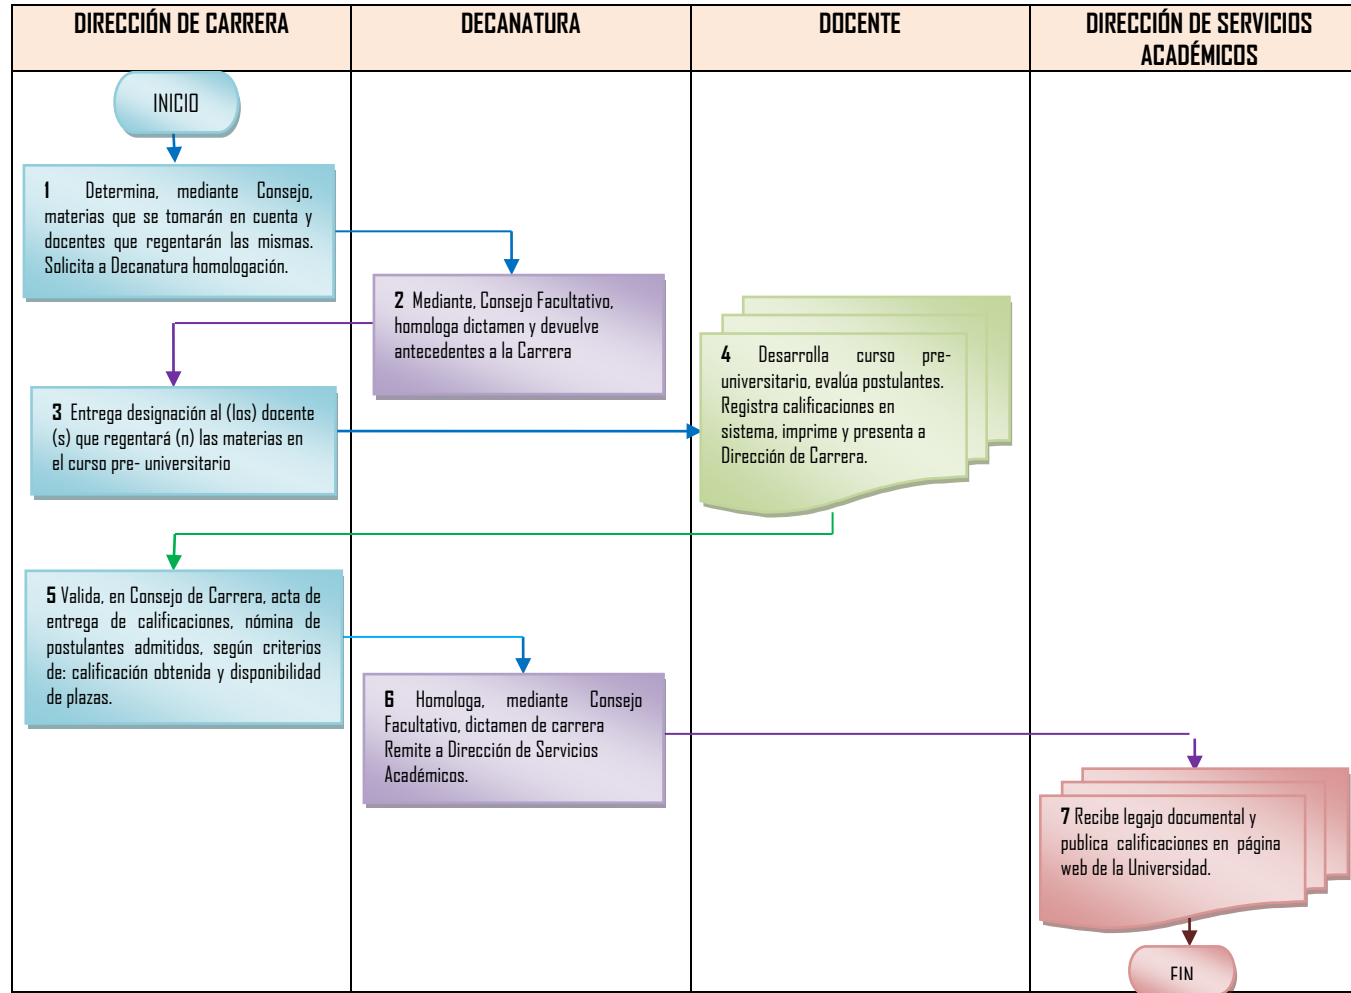 DIRECCIÓN DE CARRERA
DECANATURA
DOCENTE
DIRECCIÓN DE SERVICIOS
ACADÉMICOS
INICIO
1 Determina, mediante Consejo,
materias que se tomarán en cuenta y
docentes que regentarán las mismas.
Solicita a Decanatura homologación.
2 Mediante, Consejo Facultativo,
homologa dictamen y devuelve
antecedentes a la Carrera
3 Entrega designación al (los) docente
(s) que regentará (n) las materias en
el curso pre- universitario
4 Desarrolla curso pre-
universitario, evalúa postulantes.
Registra calificaciones en
sistema, imprime y presenta a
Dirección de Carrera.
5 Valida, en Consejo de Carrera, acta de
entrega de calificaciones, nómina de
postulantes admitidos, según criterios
de: calificación obtenida y disponibilidad
de plazas.
6 Homologa, mediante Consejo
Facultativo, dictamen de carrera
Remite a Dirección de Servicios
Académicos.
7 Recibe legajo documental y
publica calificaciones en página
web de la Universidad.
FIN